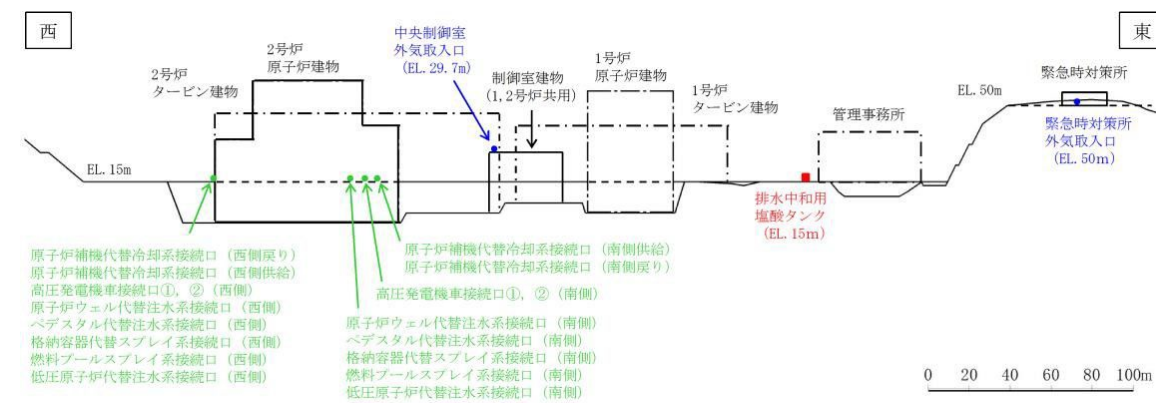 西
東
2号炉
タービン建物
2号炉
原子炉建物
中央制御室
外気取入口
(EL.29.7m)
制御室建物
(1,2号炉共用)
1号炉
原子炉建物
1号炉
タービン建物
管理事務所
EL.50m
緊急時対策所
緊急時対策所
外気取入口
(EL.50m)
EL.15m
排水中和用
塩酸タンク
(EL.15m)
原子炉補機代替冷却系接続口（西側戻り）
原子炉補機代替冷却系接続口（西側供給）
高圧発電機車接続口①，②（西側）
原子炉ウェル代替注水系接続口（西側）
ペデスタル代替注水系接続口（西側）
格納容器代替スプレイ系接続口（西側）
燃料プールスプレイ系接続口（西側）
低圧原子炉代替注水系接続口（西側）
原子炉補機代替冷却系接続口（南側供給）
原子炉補機代替冷却系接続口（南側戻り）
高圧発電機車接続口①，②（南側）
原子炉ウェル代替注水系接続口（南側）
ペデスタル代替注水系接続口（南側）
格納容器代替スプレイ系接続口（南側）
燃料プールスプレイ系接続口（南側）
低圧原子炉代替注水系接続口（南側）
0 20 40 60 80 100m